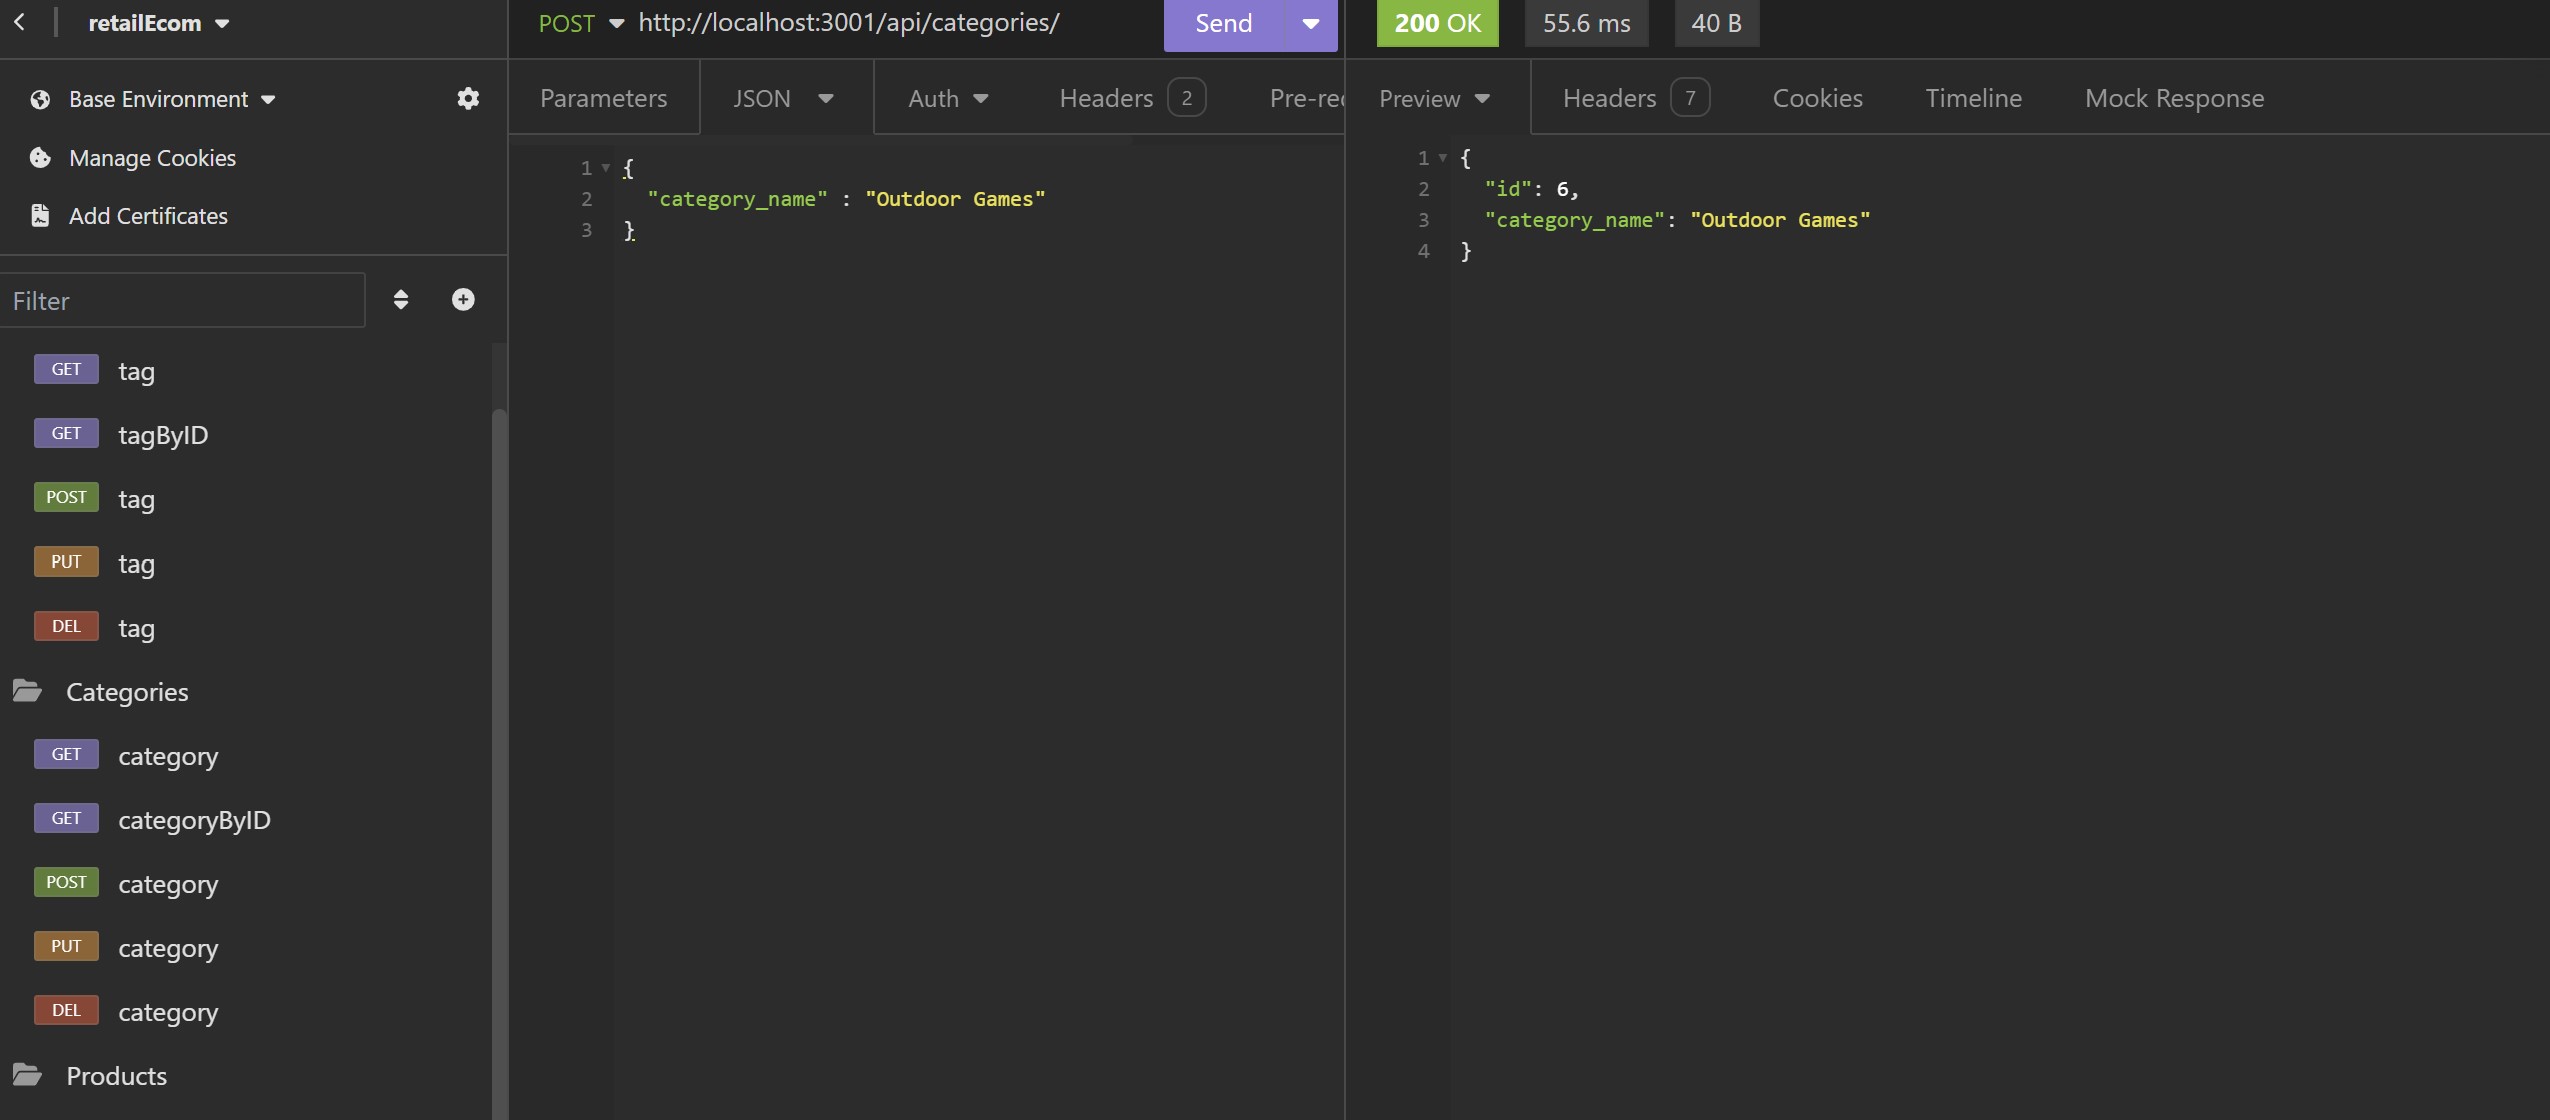 retailEcom
Base Environment
Manage Cookies
Add Certificates
Filter
GET tag
GET tagByID
POST tag
PUT tag
DEL tag
Categories
GET category
GET categoryByID
POST category
PUT category
DEL category
Products
POST http://localhost:3001/api/categories/ Send
Parameters JSON Auth Headers 2 Pre-rec
1 {
2 "category_name" : "Outdoor Games"
3 }
200 OK 55.6 ms 40 B
Preview Headers 7 Cookies Timeline Mock Response
1 {
2 "id": 6,
3 "category_name": "Outdoor Games"
4 }